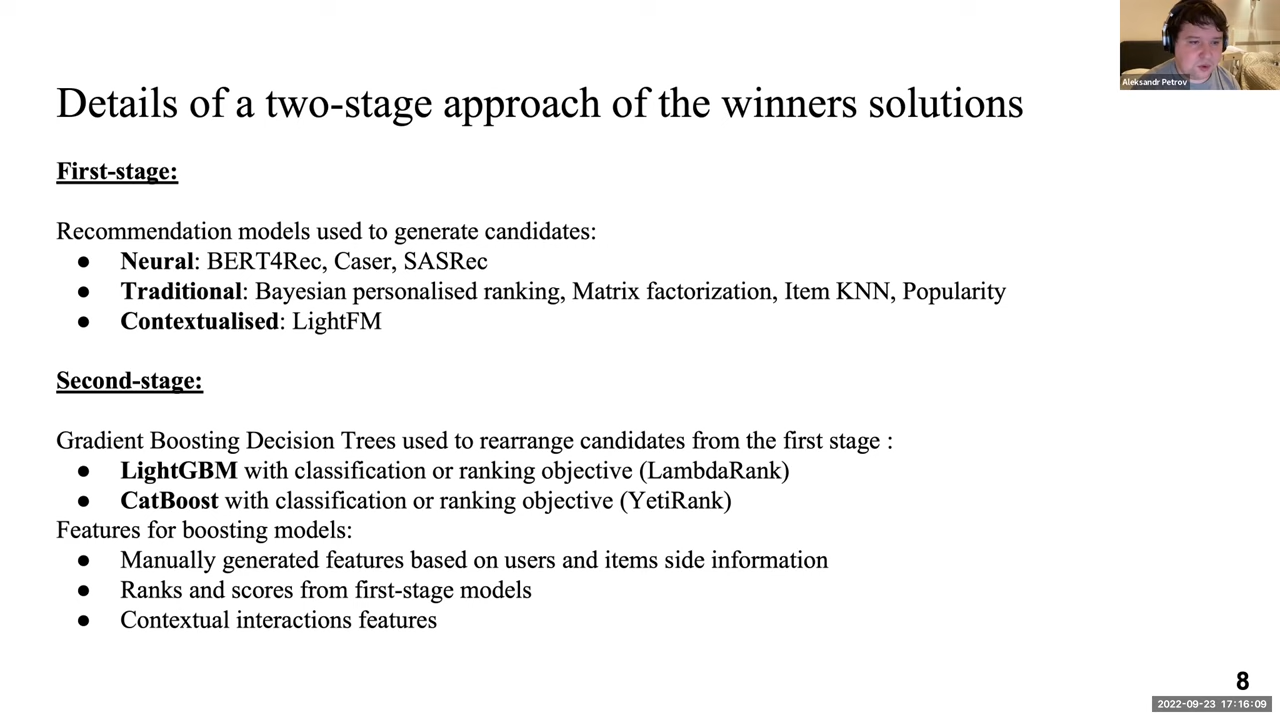 Aleksandr Petrov
Details of a two-stage approach of the winners solutions
First-stage:
Recommendation models used to generate candidates:
● Neural: BERT4Rec, Caser, SASRec
● Traditional: Bayesian personalised ranking, Matrix factorization, Item KNN, Popularity
● Contextualised: LightFM
Second-stage:
Gradient Boosting Decision Trees used to rearrange candidates from the first stage :
● LightGBM with classification or ranking objective (LambdaRank)
● CatBoost with classification or ranking objective (YetiRank)
Features for boosting models:
● Manually generated features based on users and items side information
● Ranks and scores from first-stage models
● Contextual interactions features
8
2022-09-23 17:16:09